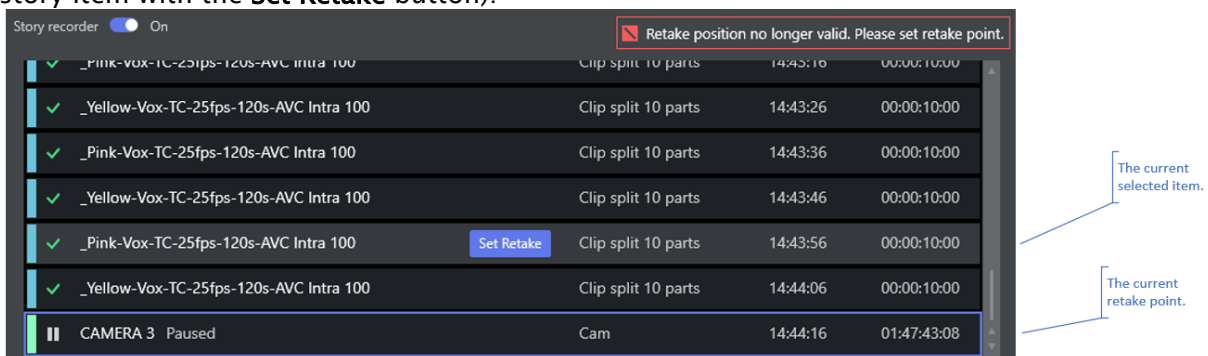 story item with the Set Retake button).
Story recorder On
Retake position no longer valid. Please set retake point.
_Pink-Vox-TC-25fps-120s-AVC Intra 100 Clip split 10 parts 14:43:16 00:00:10:00
_Yellow-Vox-TC-25fps-120s-AVC Intra 100 Clip split 10 parts 14:43:26 00:00:10:00
_Pink-Vox-TC-25fps-120s-AVC Intra 100 Clip split 10 parts 14:43:36 00:00:10:00
_Yellow-Vox-TC-25fps-120s-AVC Intra 100 Clip split 10 parts 14:43:46 00:00:10:00
_Pink-Vox-TC-25fps-120s-AVC Intra 100 Set Retake Clip split 10 parts 14:43:56 00:00:10:00
_Yellow-Vox-TC-25fps-120s-AVC Intra 100 Clip split 10 parts 14:44:06 00:00:10:00
CAMERA 3 Paused Cam 14:44:16 01:47:43:08
The current
selected item.
The current
retake point.